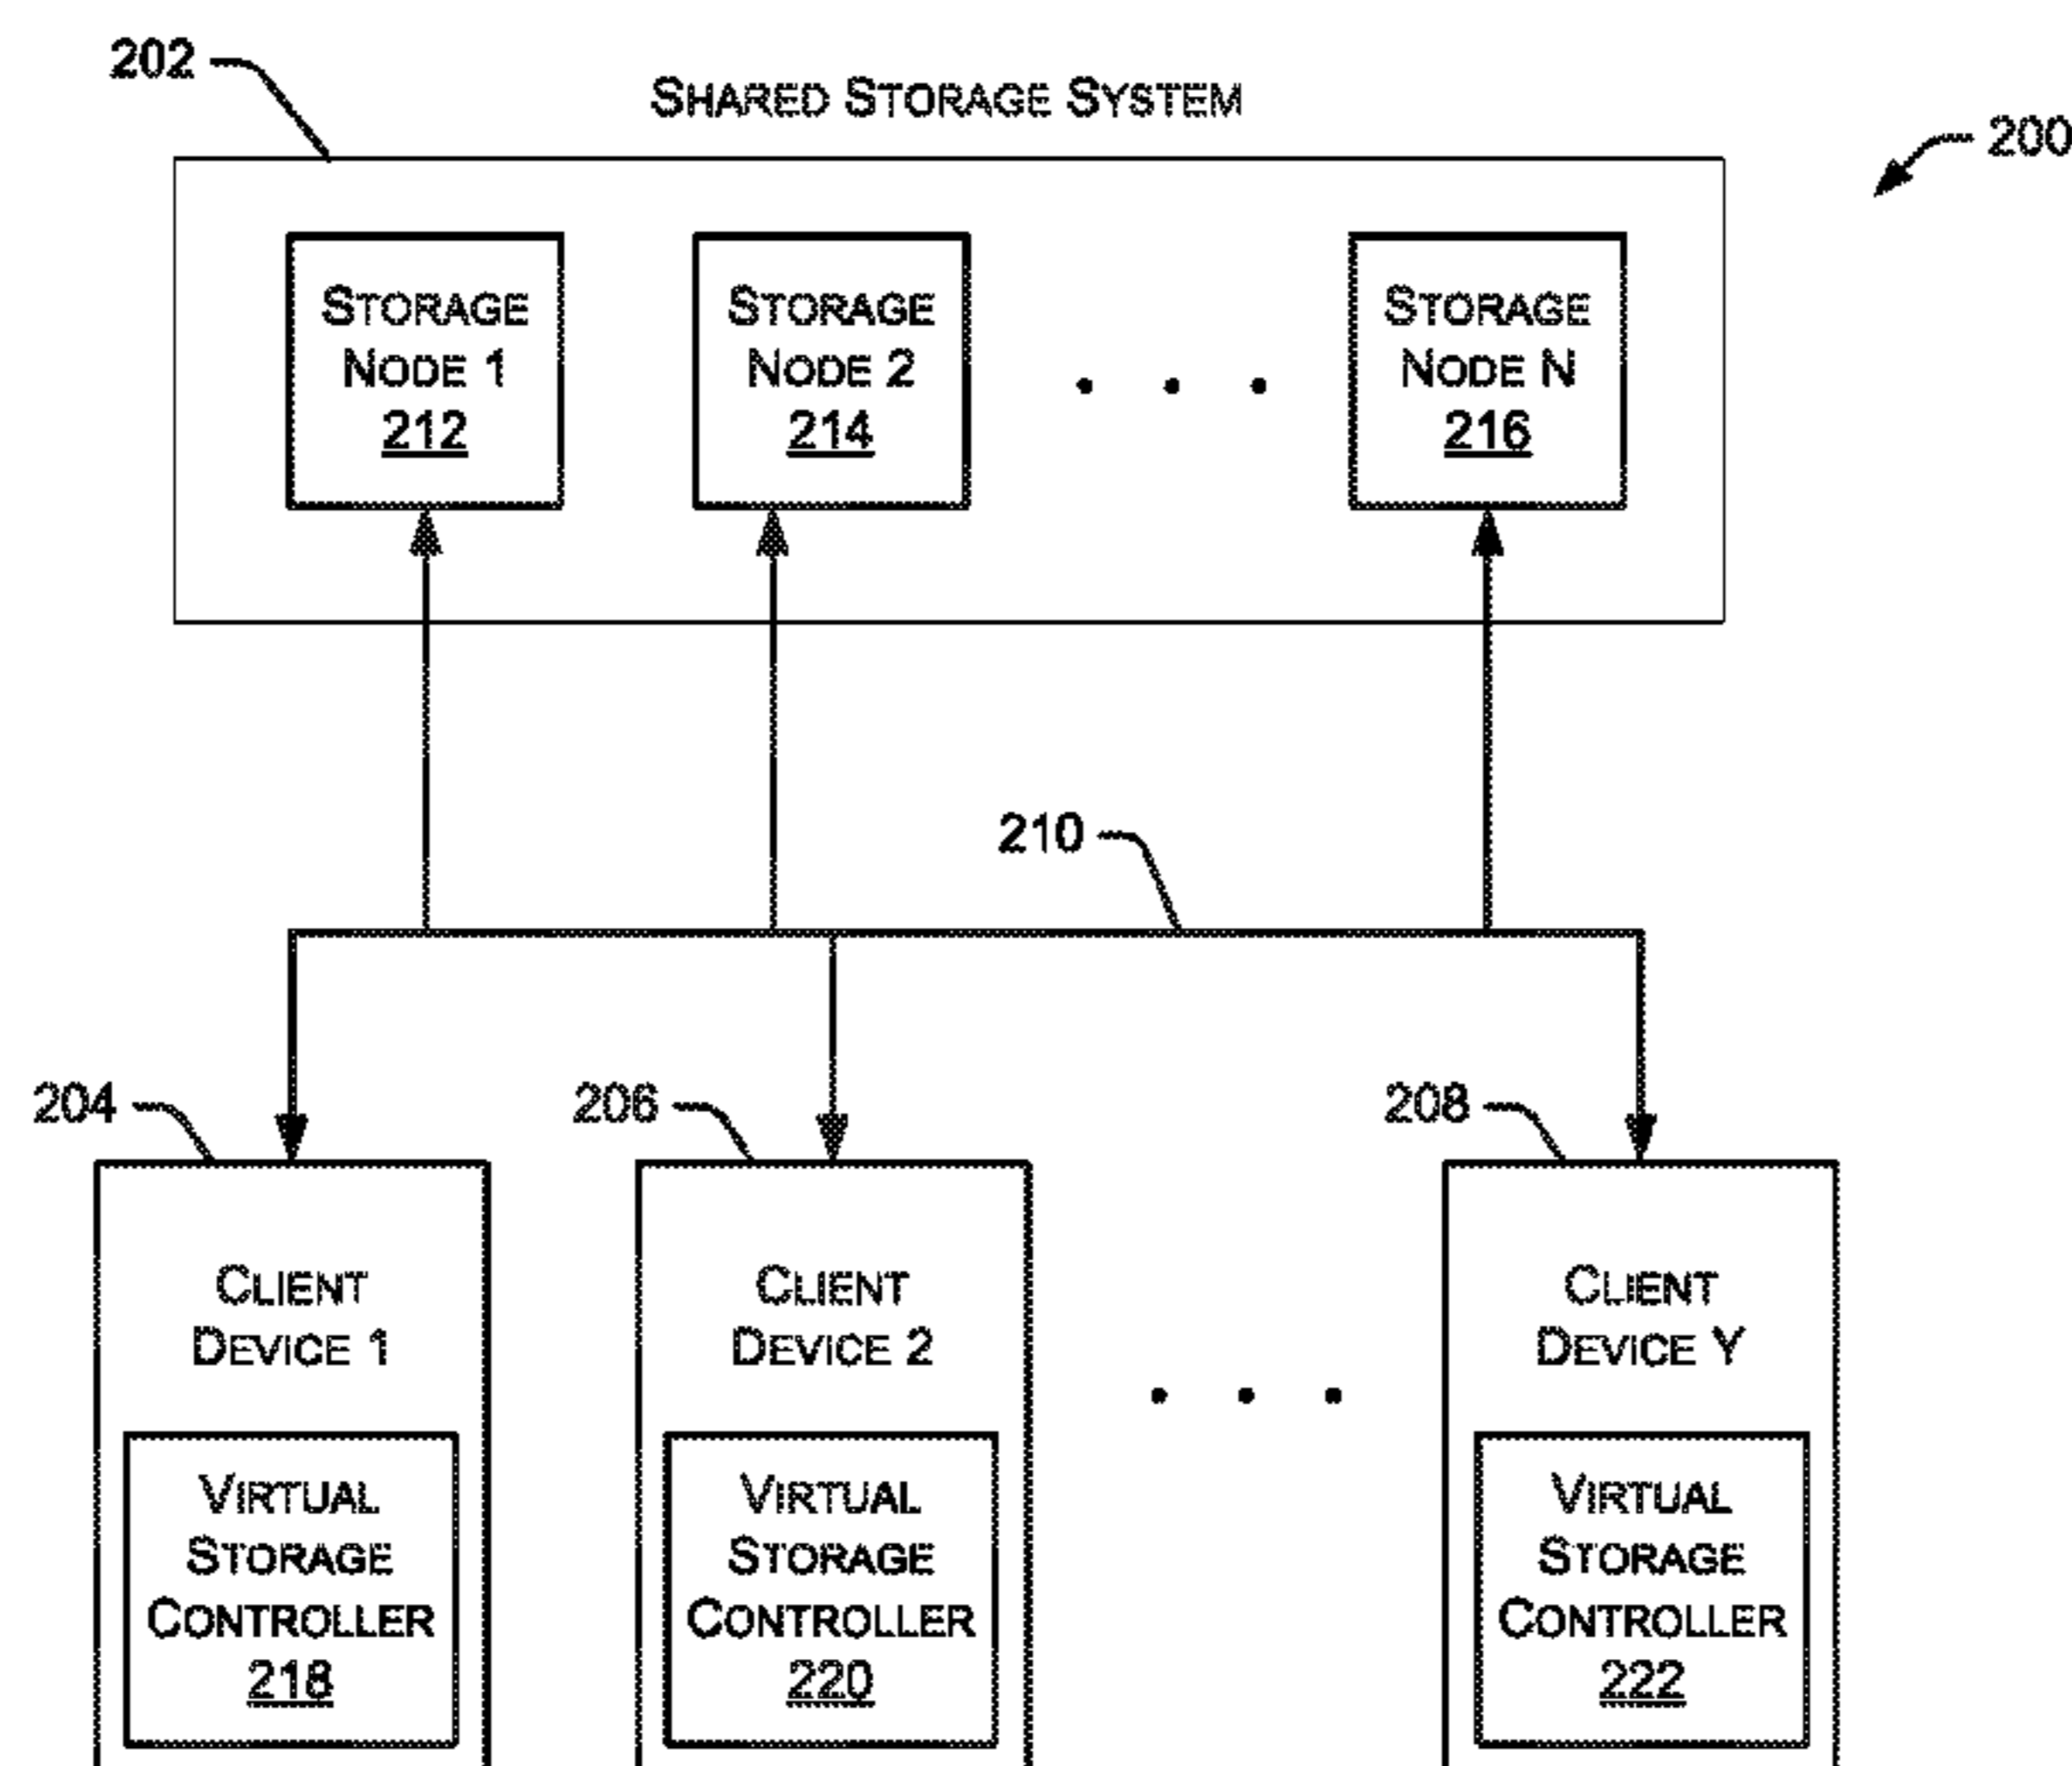 202
SHARED STORAGE SYSTEM
200
STORAGE
NODE 1
212
STORAGE
NODE 2
214
. . .
STORAGE
NODE N
216
210
204
206
208
CLIENT
DEVICE 1
CLIENT
DEVICE 2
. . .
CLIENT
DEVICE Y
VIRTUAL
STORAGE
CONTROLLER
218
VIRTUAL
STORAGE
CONTROLLER
220
VIRTUAL
STORAGE
CONTROLLER
222